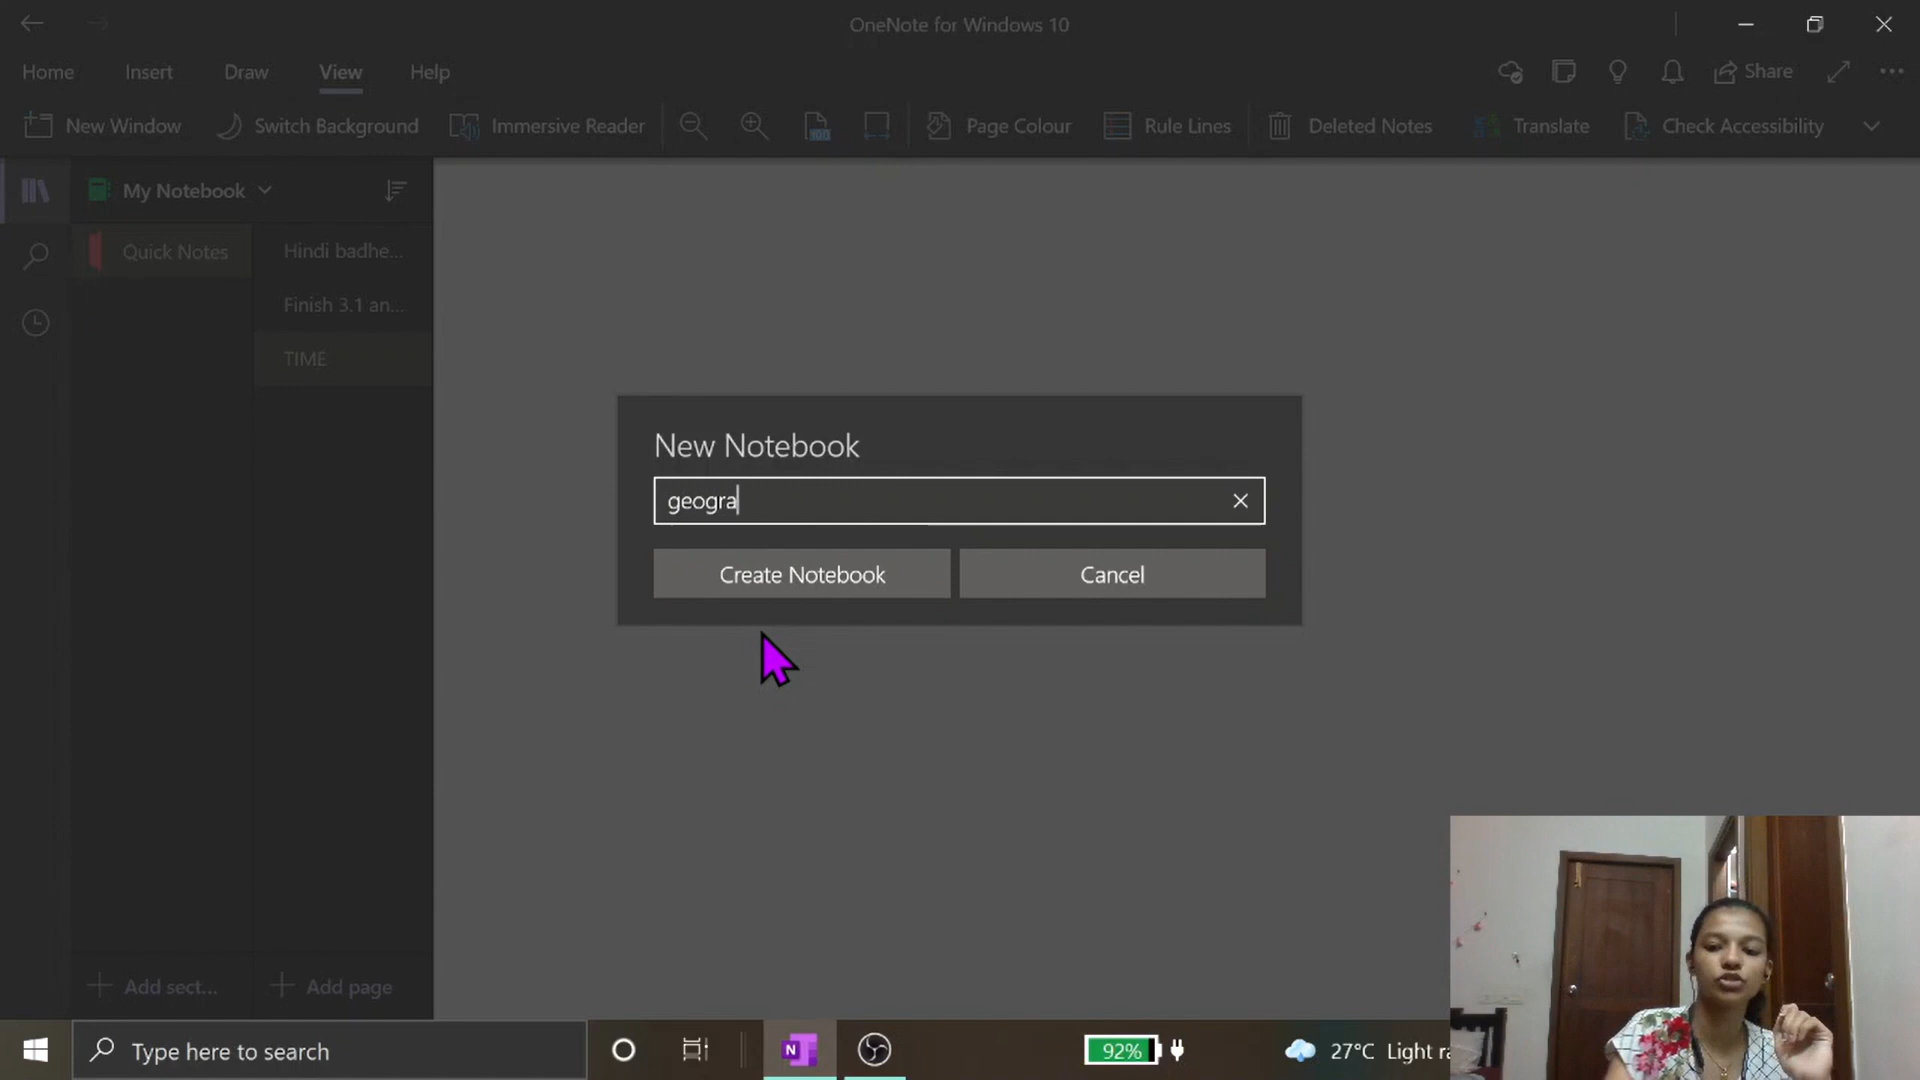 OneNote for Windows 10
Home Insert Draw View Help Share
New Window Switch Background Immersive Reader 100 Page Colour Rule Lines Deleted Notes Translate Check Accessibility
My Notebook
Quick Notes Hindi badhe...
Finish 3.1 an...
TIME
New Notebook
geogra
Create Notebook Cancel
Add sect... Add page
Type here to search N 92% 27°C Light ra